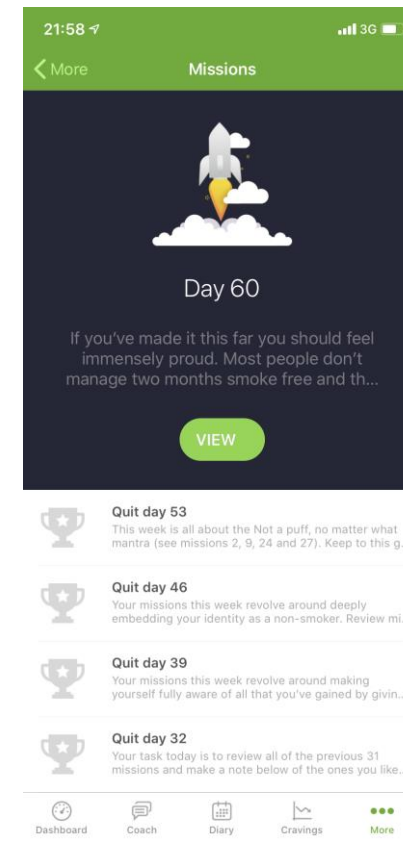 21:58 3G
More Missions
Day 60
If you've made it this far you should feel
immensely proud. Most people don't
manage two months smoke free and th...
VIEW
Quit day 53
This week is all about the Not a puff, no matter what
mantra (see missions 2, 9, 24 and 27). Keep to this g.
Quit day 46
Your missions this week revolve around deeply
embedding your identity as a non-smoker. Review mi.
Quit day 39
Your missions this week revolve around making
yourself fully aware of all that you've gained by givin..
Quit day 32
Your task today is to review all of the previous 31
missions and make a note below of the ones you like.
Dashboard Coach Diary Cravings More